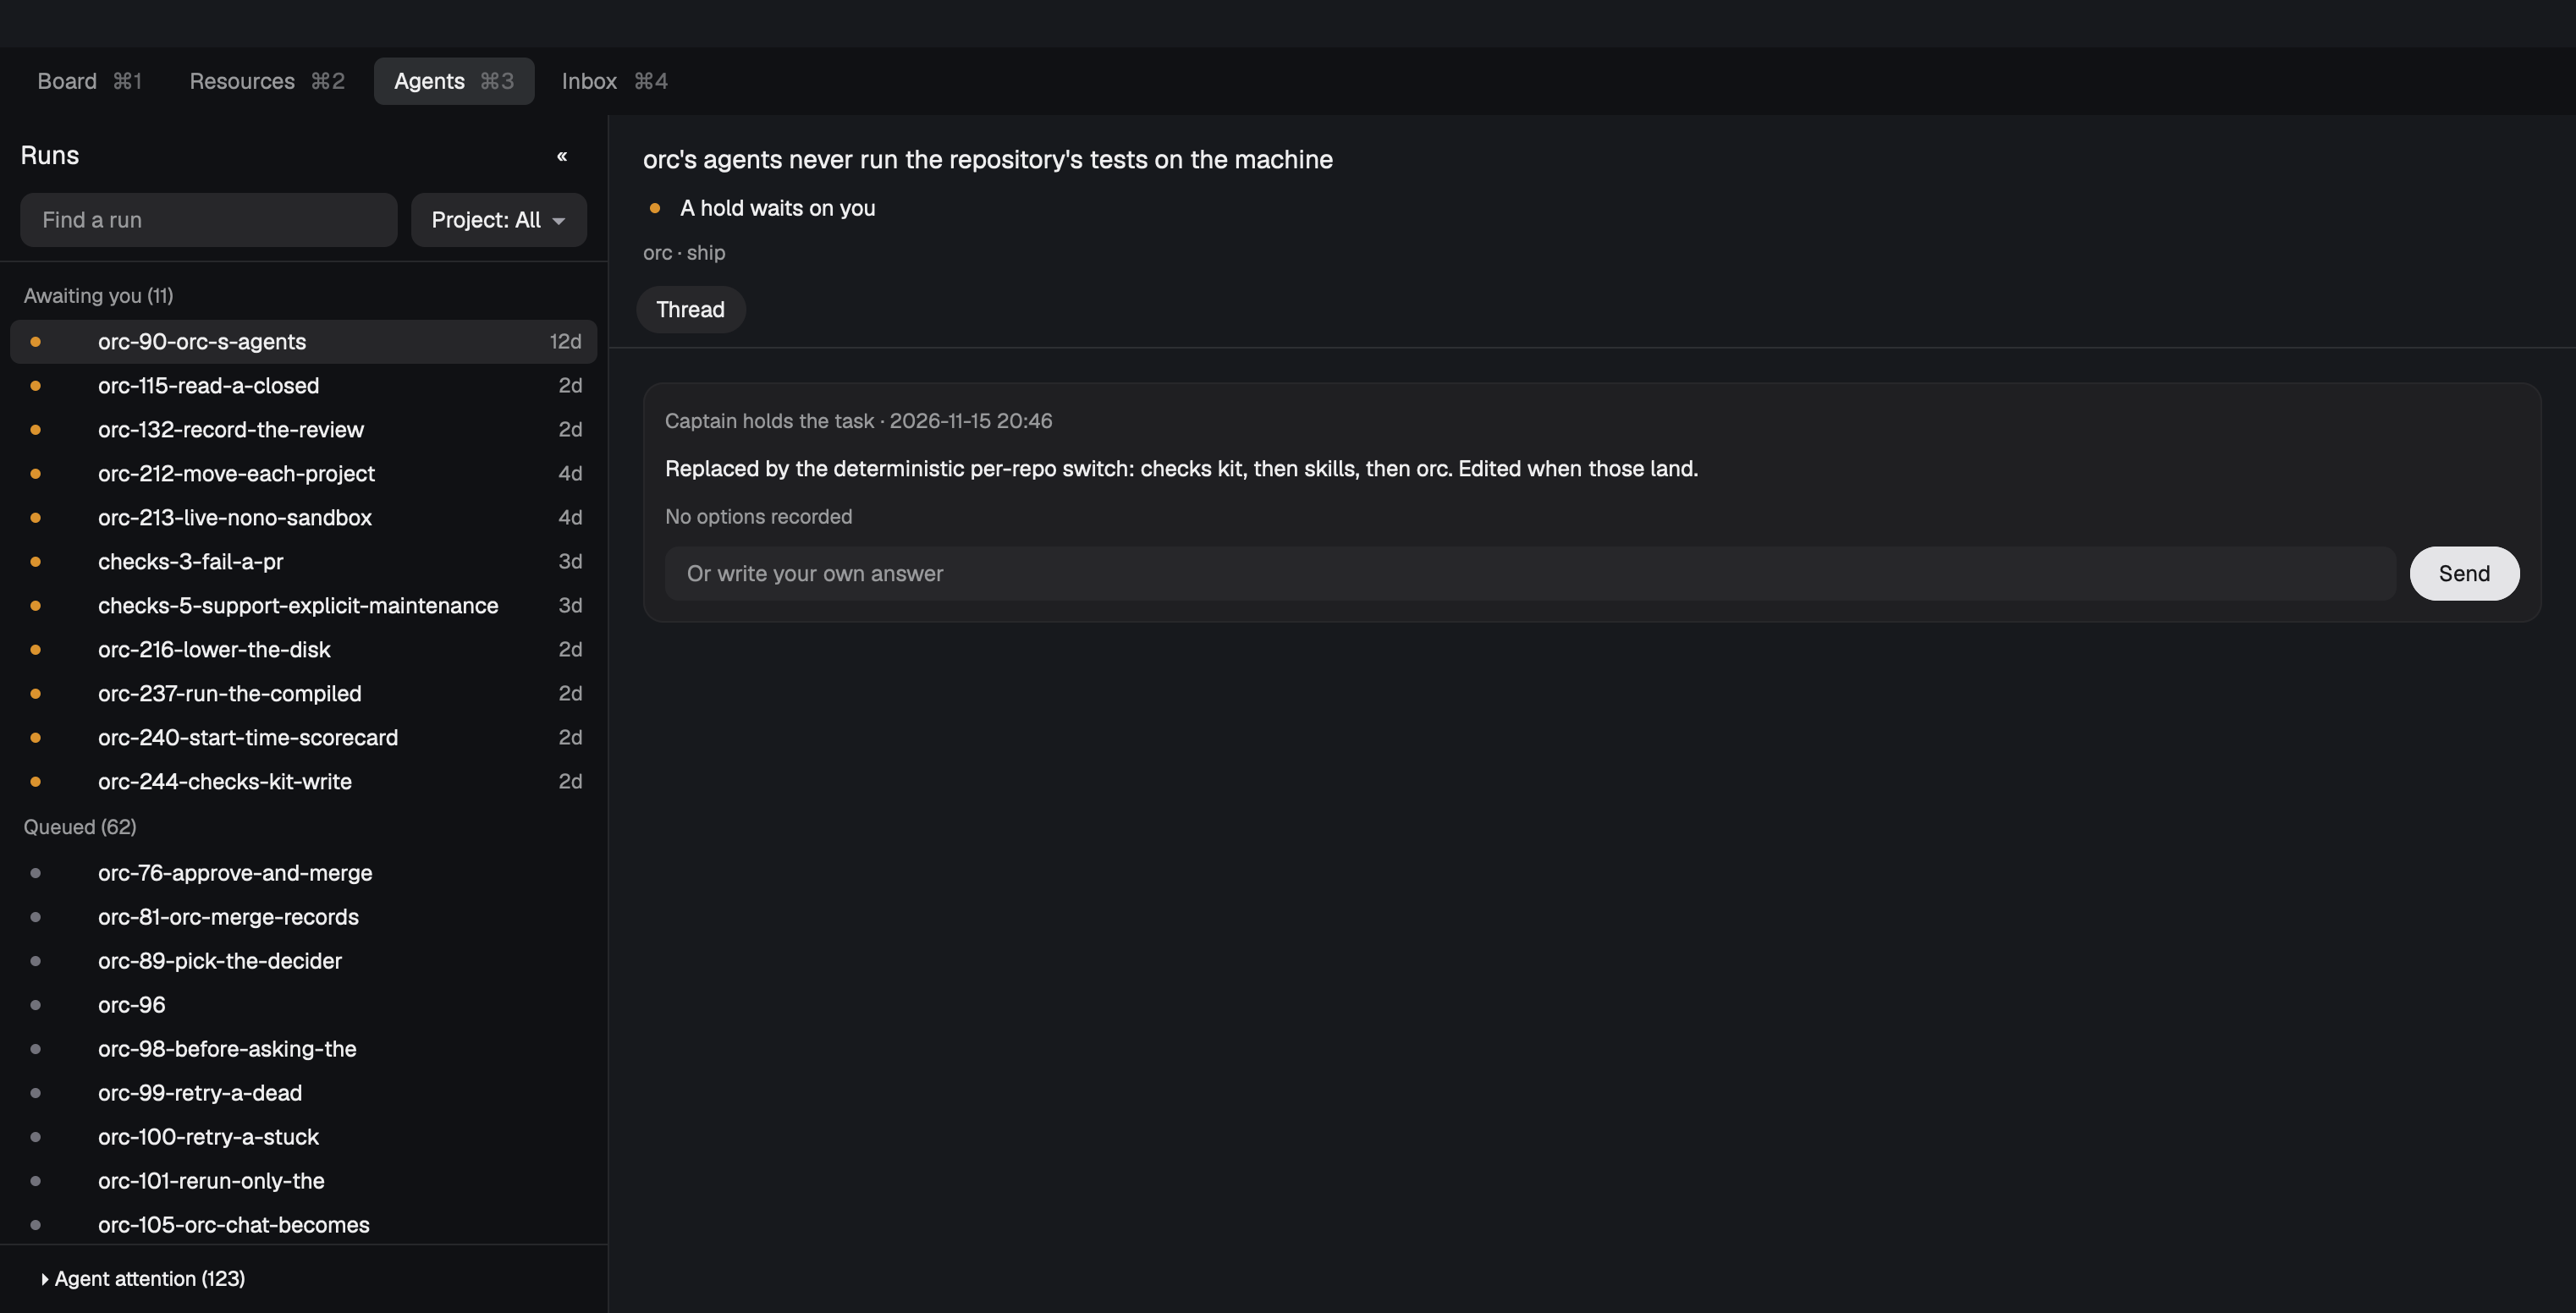 Board ⌘1 Resources ⌘2 Agents ⌘3 Inbox ⌘4
Runs «
Find a run Project: All
Awaiting you (11)
orc-90-orc-s-agents 12d
orc-115-read-a-closed 2d
orc-132-record-the-review 2d
orc-212-move-each-project 4d
orc-213-live-nono-sandbox 4d
checks-3-fail-a-pr 3d
checks-5-support-explicit-maintenance 3d
orc-216-lower-the-disk 2d
orc-237-run-the-compiled 2d
orc-240-start-time-scorecard 2d
orc-244-checks-kit-write 2d
Queued (62)
orc-76-approve-and-merge
orc-81-orc-merge-records
orc-89-pick-the-decider
orc-96
orc-98-before-asking-the
orc-99-retry-a-dead
orc-100-retry-a-stuck
orc-101-rerun-only-the
orc-105-orc-chat-becomes
Agent attention (123)
orc's agents never run the repository's tests on the machine
A hold waits on you
orc · ship
Thread
Captain holds the task · 2026-11-15 20:46
Replaced by the deterministic per-repo switch: checks kit, then skills, then orc. Edited when those land.
No options recorded
Or write your own answer Send